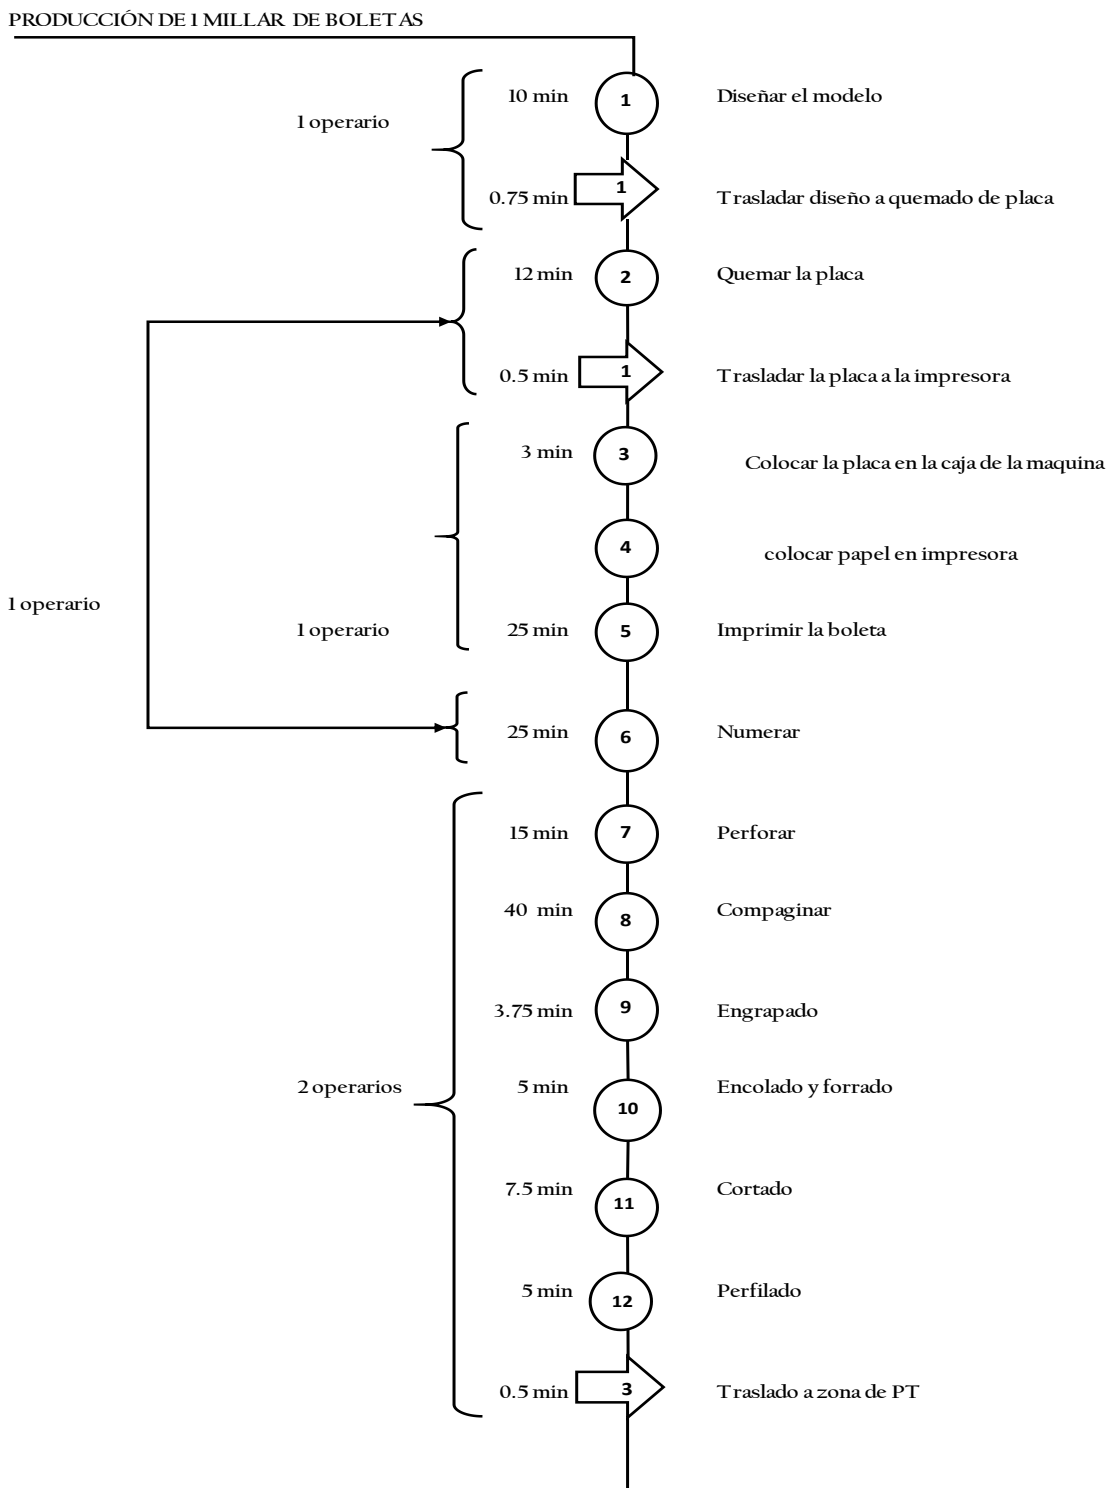 PRODUCCIÓN DE 1 MILLAR DE BOLETAS
10 min 1 Diseñar el modelo
1 operario
0.75 min 1 Trasladar diseño a quemado de placa
12 min 2 Quemar la placa
0.5 min 1 Trasladar la placa a la impresora
3 min 3 Colocar la placa en la caja de la maquina
4 colocar papel en impresora
1 operario
1 operario 25 min 5 Imprimir la boleta
25 min 6 Numerar
15 min 7 Perforar
40 min 8 Compaginar
3.75 min 9 Engrapado
2 operarios 5 min 10 Encolado y forrado
7.5 min 11 Cortado
5 min 12 Perfilado
0.5 min 3 Traslado a zona de PT